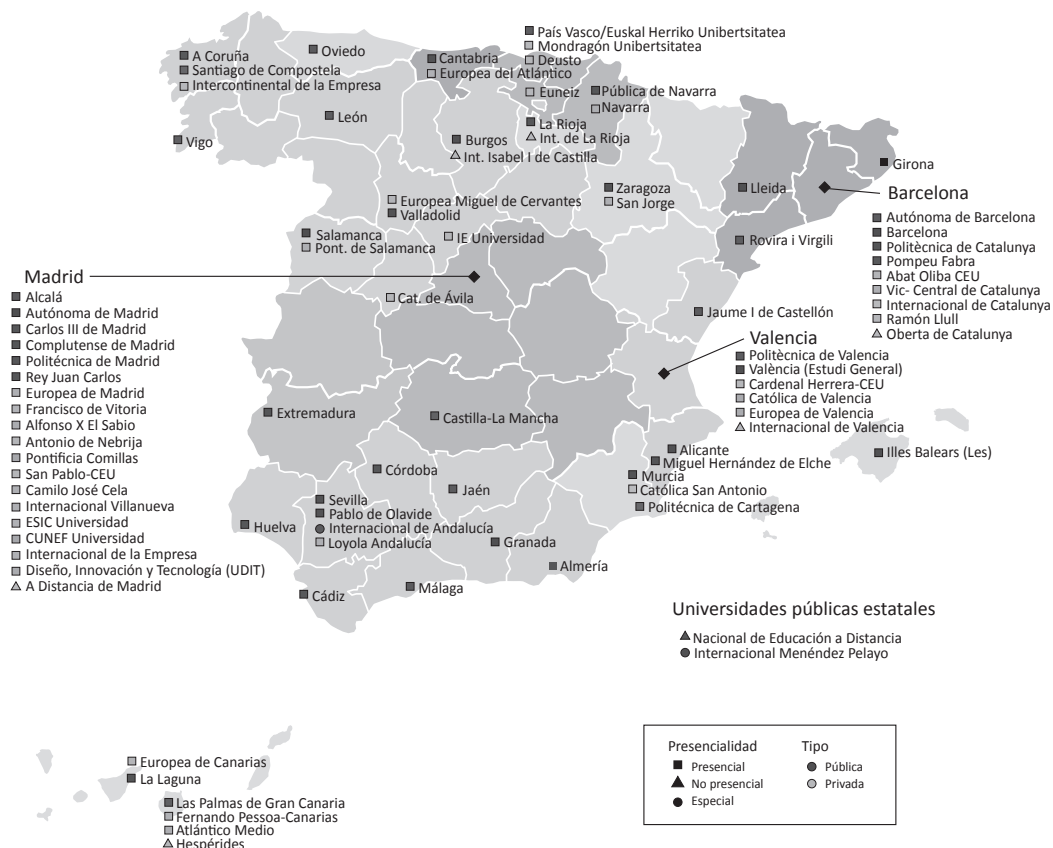 País Vasco/Euskal Herriko Unibertsitatea
Mondragón Unibertsitatea
Deusto
Euneiz
A Coruña
Santiago de Compostela
Intercontinental de la Empresa
Vigo
Oviedo
León
Cantabria
Europea del Atlántico
Pública de Navarra
Navarra
La Rioja
Int. de La Rioja
Burgos
Int. Isabel I de Castilla
Europea Miguel de Cervantes
Valladolid
Salamanca
Pont. de Salamanca
IE Universidad
Cat. de Ávila
Zaragoza
San Jorge
Lleida
Girona
Rovira i Virgili
Barcelona
Autónoma de Barcelona
Barcelona
Politècnica de Catalunya
Pompeu Fabra
Abat Oliba CEU
Vic- Central de Catalunya
Internacional de Catalunya
Ramón Llull
Oberta de Catalunya
Madrid
Alcalá
Autónoma de Madrid
Carlos III de Madrid
Complutense de Madrid
Politécnica de Madrid
Rey Juan Carlos
Europea de Madrid
Francisco de Vitoria
Alfonso X El Sabio
Antonio de Nebrija
Pontificia Comillas
San Pablo-CEU
Camilo José Cela
Internacional Villanueva
ESIC Universidad
CUNEF Universidad
Internacional de la Empresa
Diseño, Innovación y Tecnología (UDIT)
A Distancia de Madrid
Jaume I de Castellón
Valencia
Politècnica de Valencia
València (Estudi General)
Cardenal Herrera-CEU
Católica de Valencia
Europea de Valencia
Internacional de Valencia
Extremadura
Castilla-La Mancha
Illes Balears (Les)
Alicante
Miguel Hernández de Elche
Murcia
Católica San Antonio
Politécnica de Cartagena
Córdoba
Jaén
Sevilla
Pablo de Olavide
Internacional de Andalucía
Loyola Andalucía
Huelva
Granada
Almería
Málaga
Cádiz
Universidades públicas estatales
Nacional de Educación a Distancia
Internacional Menéndez Pelayo
Europea de Canarias
La Laguna
Las Palmas de Gran Canaria
Fernando Pessoa-Canarias
Atlántico Medio
Hespérides
Presencialidad
Presencial
No presencial
Especial
Tipo
Pública
Privada